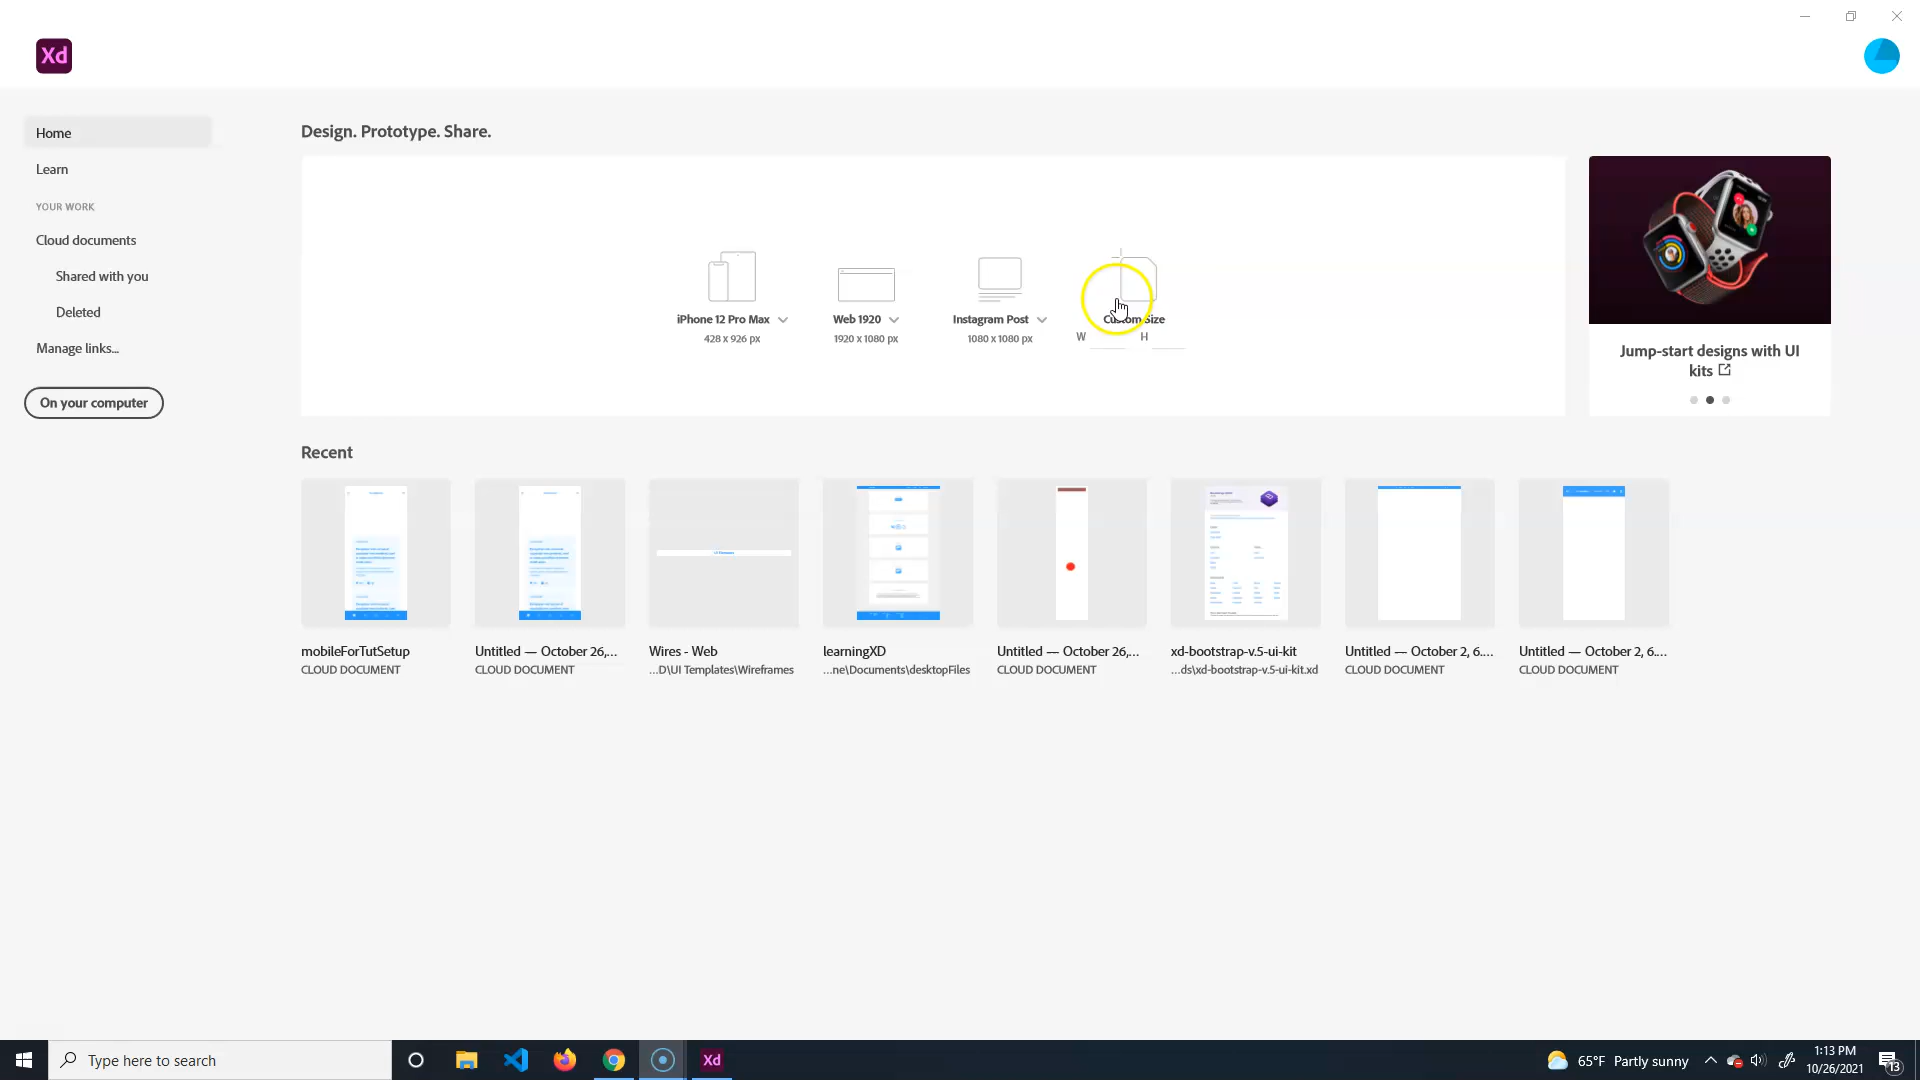 Xd
Home
Learn
YOUR WORK
Cloud documents
Shared with you
Deleted
Manage links...
On your computer
Design. Prototype. Share.
iPhone 12 Pro Max
428 x 926 px
Web 1920
1920 x 1080 px
Instagram Post
1080 x 1080 px
Custom Size
W H
Jump-start designs with UI
kits
Recent
mobileForTutSetup
CLOUD DOCUMENT
Untitled — October 26,...
CLOUD DOCUMENT
Wires - Web
...D\UI Templates\Wireframes
learningXD
...ne\Documents\desktopFiles
Untitled — October 26,...
CLOUD DOCUMENT
xd-bootstrap-v.5-ui-kit
...ds\xd-bootstrap-v.5-ui-kit.xd
Untitled — October 2, 6....
CLOUD DOCUMENT
Untitled — October 2, 6....
CLOUD DOCUMENT
Type here to search
Xd
65°F Partly sunny
1:13 PM
10/26/2021
13